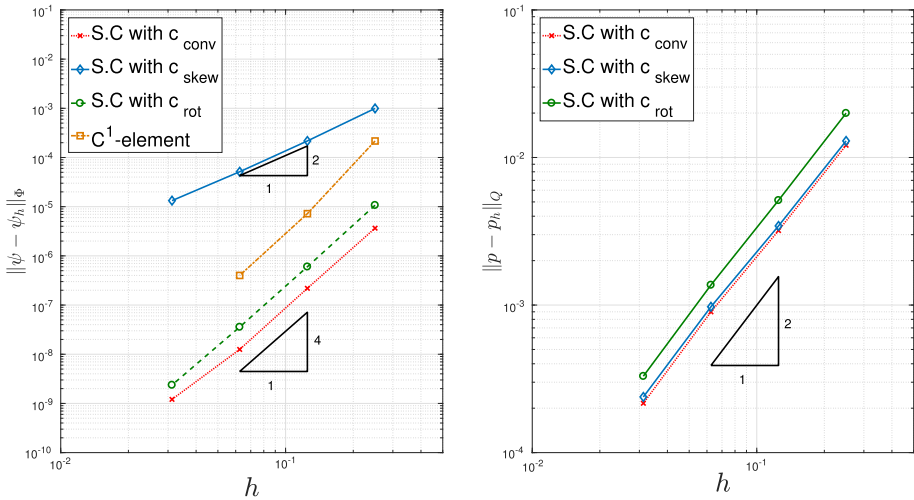 10⁻¹
10⁻²
10⁻³
10⁻⁴
10⁻⁵
10⁻⁶
10⁻⁷
10⁻⁸
10⁻⁹
10⁻¹⁰
‖ψ − ψ_h‖_Φ
S.C with c_conv
S.C with c_skew
S.C with c_rot
C¹-element
2
1
4
1
10⁻²
10⁻¹
h
10⁻¹
10⁻²
10⁻³
10⁻⁴
‖p − p_h‖_Q
S.C with c_conv
S.C with c_skew
S.C with c_rot
2
1
10⁻²
10⁻¹
h